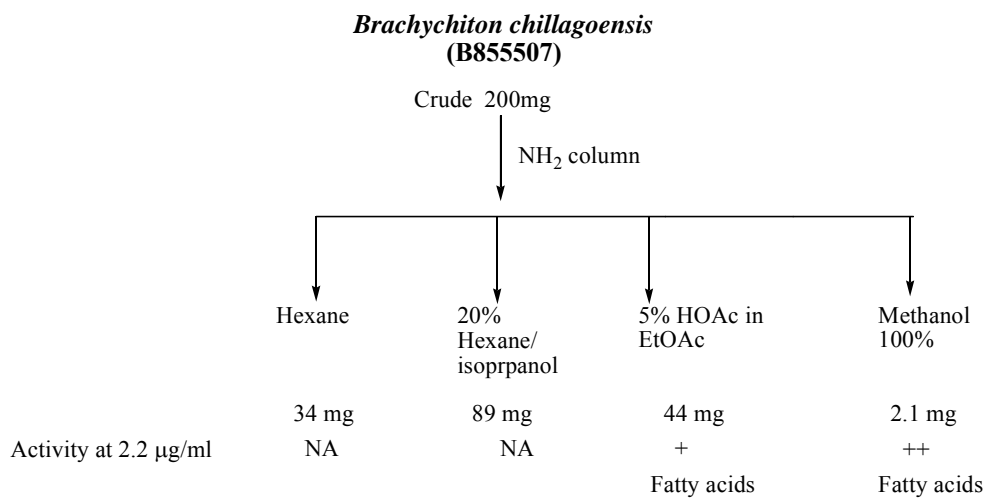 Brachychiton chillagoensis
(B855507)
Crude 200mg
NH2 column
Hexane
20%
Hexane/
isoprpanol
5% HOAc in
EtOAc
Methanol
100%
34 mg
89 mg
44 mg
2.1 mg
Activity at 2.2 μg/ml
NA
NA
+
++
Fatty acids
Fatty acids